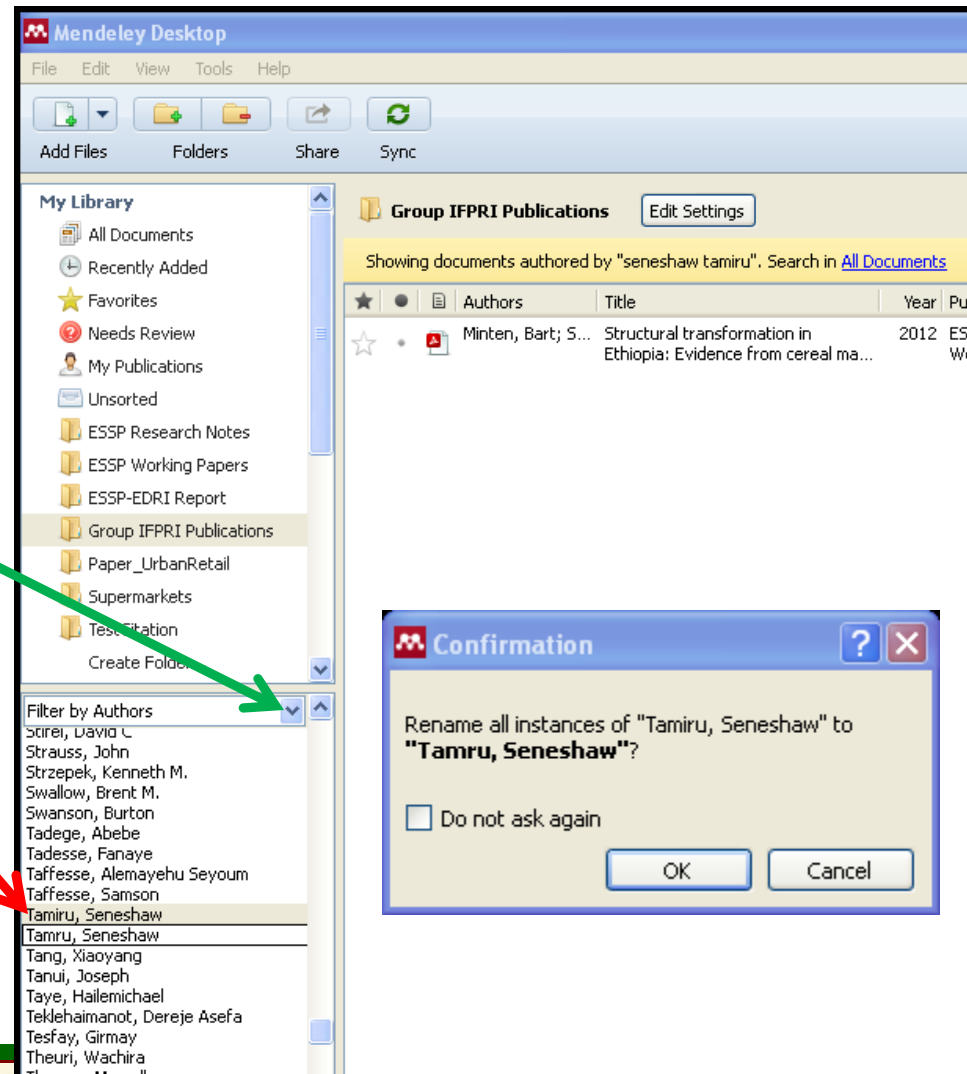 Mendeley Desktop
File Edit View Tools Help
Add Files Folders Share Sync
My Library
All Documents
Recently Added
Favorites
Needs Review
My Publications
Unsorted
ESSP Research Notes
ESSP Working Papers
ESSP-EDRI Report
Group IFPRI Publications
Paper_UrbanRetail
Supermarkets
Create Folder
Filter by Authors
Strauss, John
Strzepek, Kenneth M.
Swallow, Brent M.
Swanson, Burton
Tadege, Abebe
Tadesse, Fanaye
Taffesse, Alemayehu Seyoum
Taffesse, Samson
Tamiru, Seneshaw
Tamru, Seneshaw
Tang, Xiaoyang
Tanui, Joseph
Taye, Hailemichael
Teklehaimanot, Dereje Asefa
Tesfay, Girmay
Theuri, Wachira
Group IFPRI Publications Edit Settings
Showing documents authored by "seneshaw tamiru". Search in All Documents
Authors Title Year Pu
Minten, Bart; S... Structural transformation in 2012 ES
Ethiopia: Evidence from cereal ma...
Confirmation
Rename all instances of "Tamiru, Seneshaw" to
"Tamru, Seneshaw"?
Do not ask again
OK Cancel